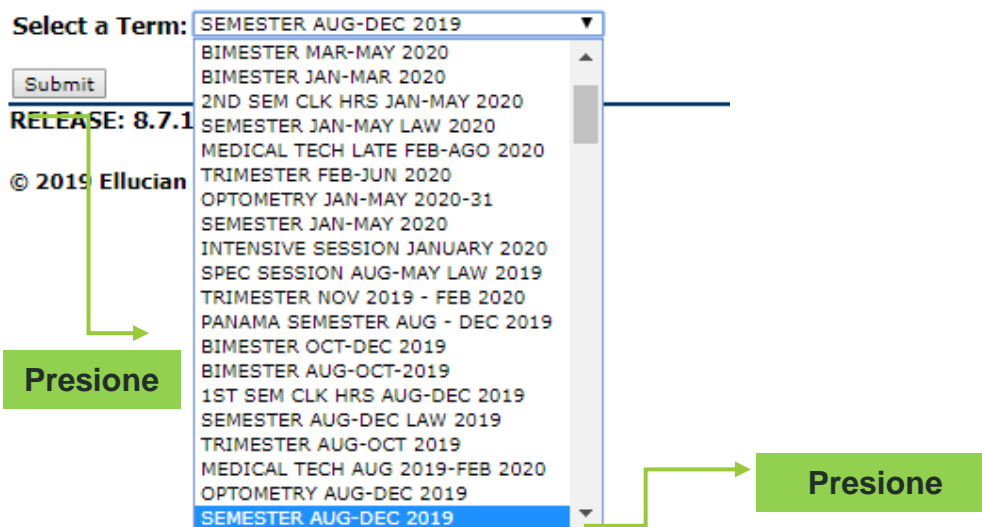 Select a Term: SEMESTER AUG-DEC 2019
BIMESTER MAR-MAY 2020
BIMESTER JAN-MAR 2020
Submit
2ND SEM CLK HRS JAN-MAY 2020
RELEASE: 8.7.1
SEMESTER JAN-MAY LAW 2020
MEDICAL TECH LATE FEB-AGO 2020
TRIMESTER FEB-JUN 2020
© 2019 Ellucian
OPTOMETRY JAN-MAY 2020-31
SEMESTER JAN-MAY 2020
INTENSIVE SESSION JANUARY 2020
SPEC SESSION AUG-MAY LAW 2019
TRIMESTER NOV 2019 - FEB 2020
PANAMA SEMESTER AUG - DEC 2019
BIMESTER OCT-DEC 2019
BIMESTER AUG-OCT-2019
Presione
1ST SEM CLK HRS AUG-DEC 2019
SEMESTER AUG-DEC LAW 2019
TRIMESTER AUG-OCT 2019
MEDICAL TECH AUG 2019-FEB 2020
OPTOMETRY AUG-DEC 2019
Presione
SEMESTER AUG-DEC 2019